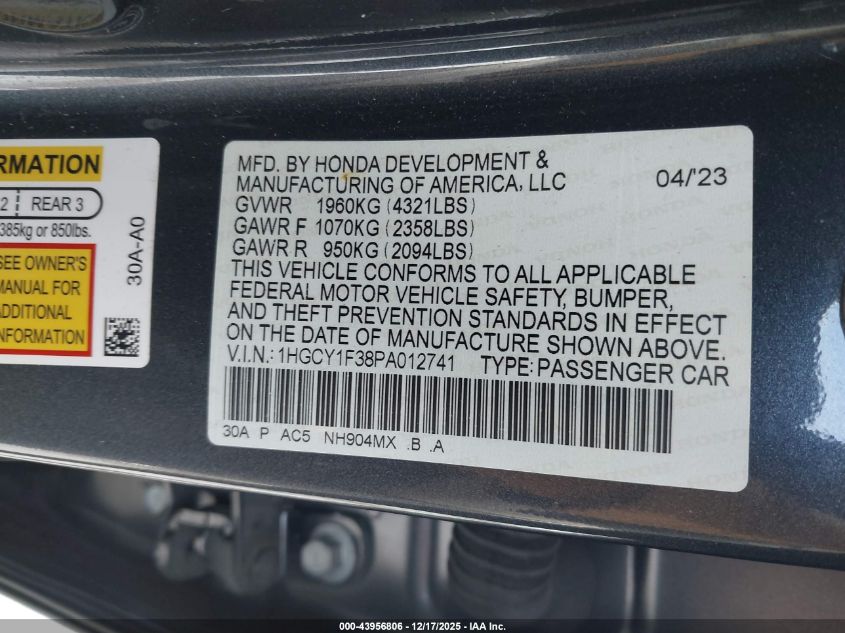 RMATION
2 REAR 3
385kg or 850lbs.
SEE OWNER'S
MANUAL FOR
ADDITIONAL
INFORMATION
30A-A0
MFD. BY HONDA DEVELOPMENT &
MANUFACTURING OF AMERICA, LLC 04/'23
GVWR 1960KG (4321LBS)
GAWR F 1070KG (2358LBS)
GAWR R 950KG (2094LBS)
THIS VEHICLE CONFORMS TO ALL APPLICABLE
FEDERAL MOTOR VEHICLE SAFETY, BUMPER,
AND THEFT PREVENTION STANDARDS IN EFFECT
ON THE DATE OF MANUFACTURE SHOWN ABOVE.
V.I.N.: 1HGCY1F38PA012741 TYPE: PASSENGER CAR
30A P AC5 NH904MX .B .A
000-43956806 - 12/17/2025 - IAA Inc.